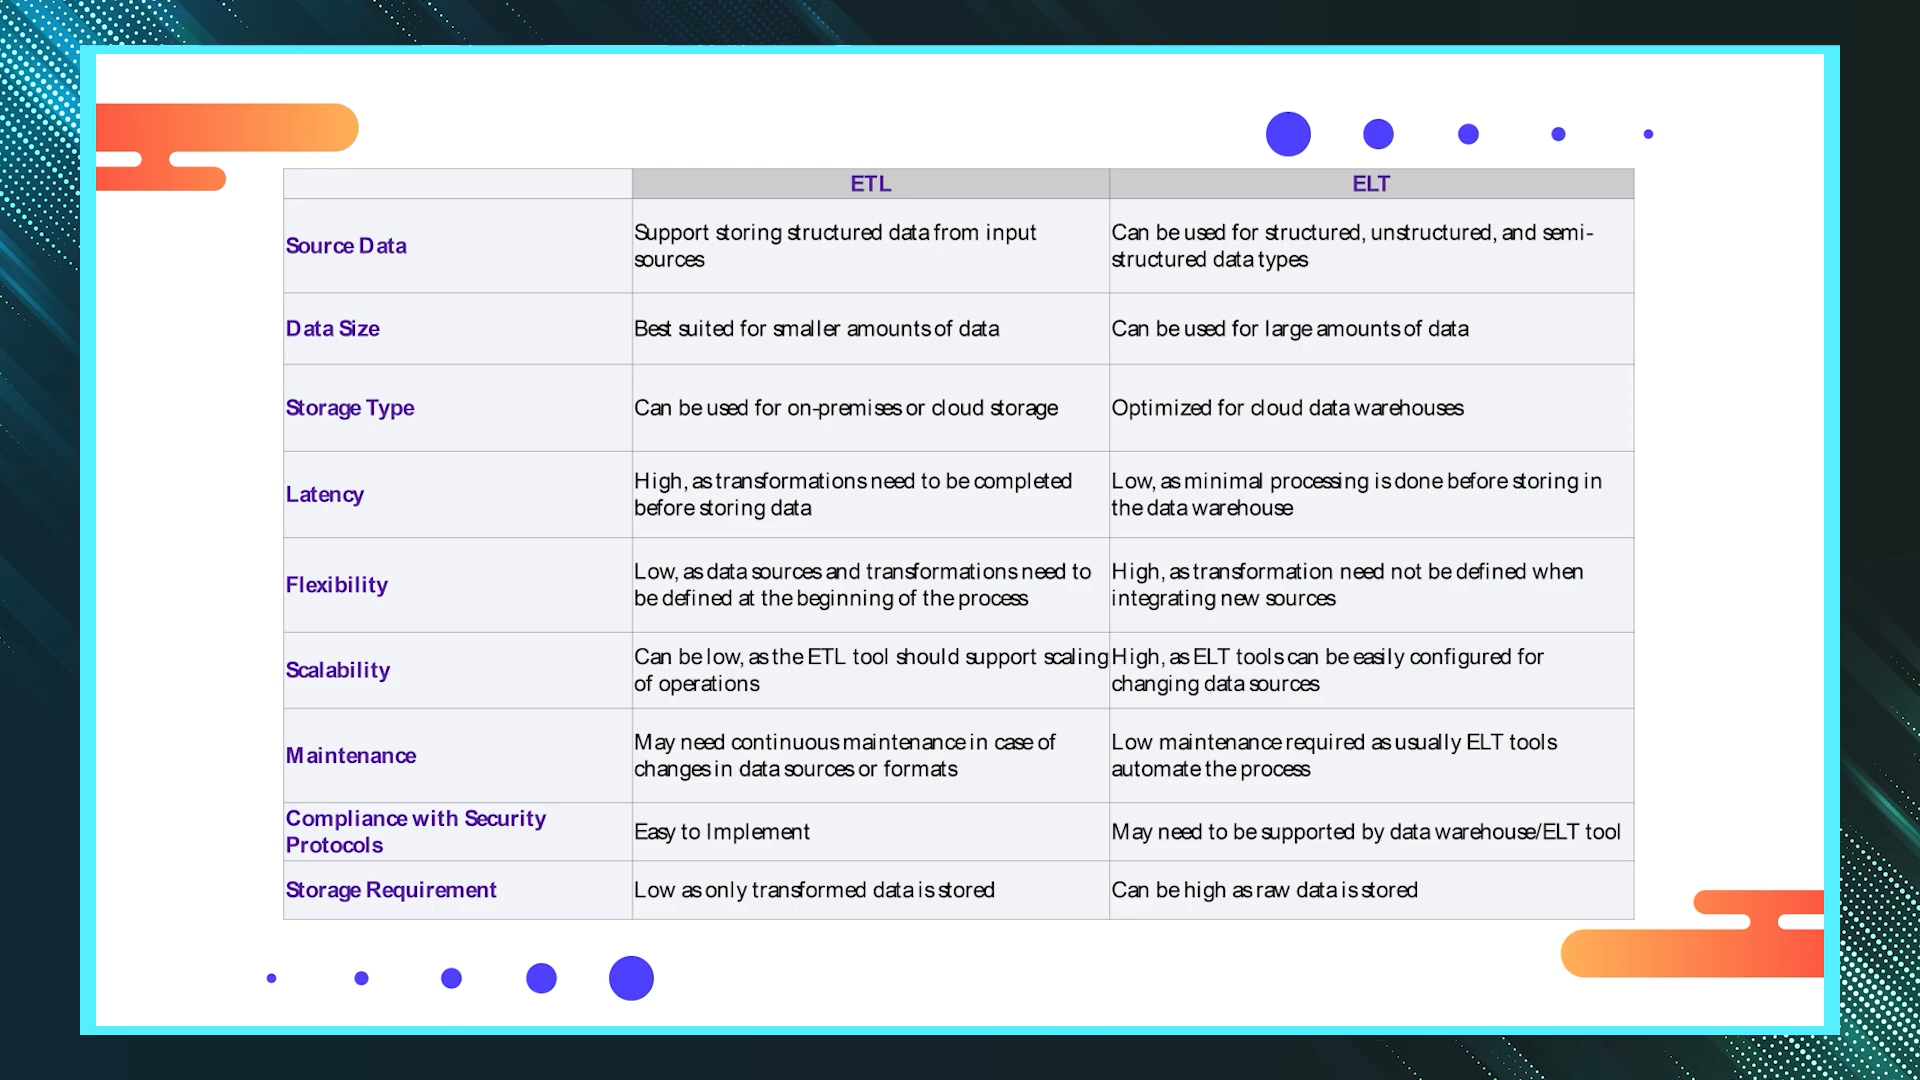 ETL ELT
Source Data
Support storing structured data from input
sources
Can be used for structured, unstructured, and semi-
structured data types
Data Size
Best suited for smaller amounts of data
Can be used for large amounts of data
Storage Type
Can be used for on-premises or cloud storage
Optimized for cloud data warehouses
Latency
High, as transformations need to be completed
before storing data
Low, as minimal processing is done before storing in
the data warehouse
Flexibility
Low, as data sources and transformations need to
be defined at the beginning of the process
High, as transformation need not be defined when
integrating new sources
Scalability
Can be low, as the ETL tool should support scaling
of operations
High, as ELT tools can be easily configured for
changing data sources
Maintenance
May need continuous maintenance in case of
changes in data sources or formats
Low maintenance required as usually ELT tools
automate the process
Compliance with Security
Protocols
Easy to Implement
May need to be supported by data warehouse/ELT tool
Storage Requirement
Low as only transformed data is stored
Can be high as raw data is stored